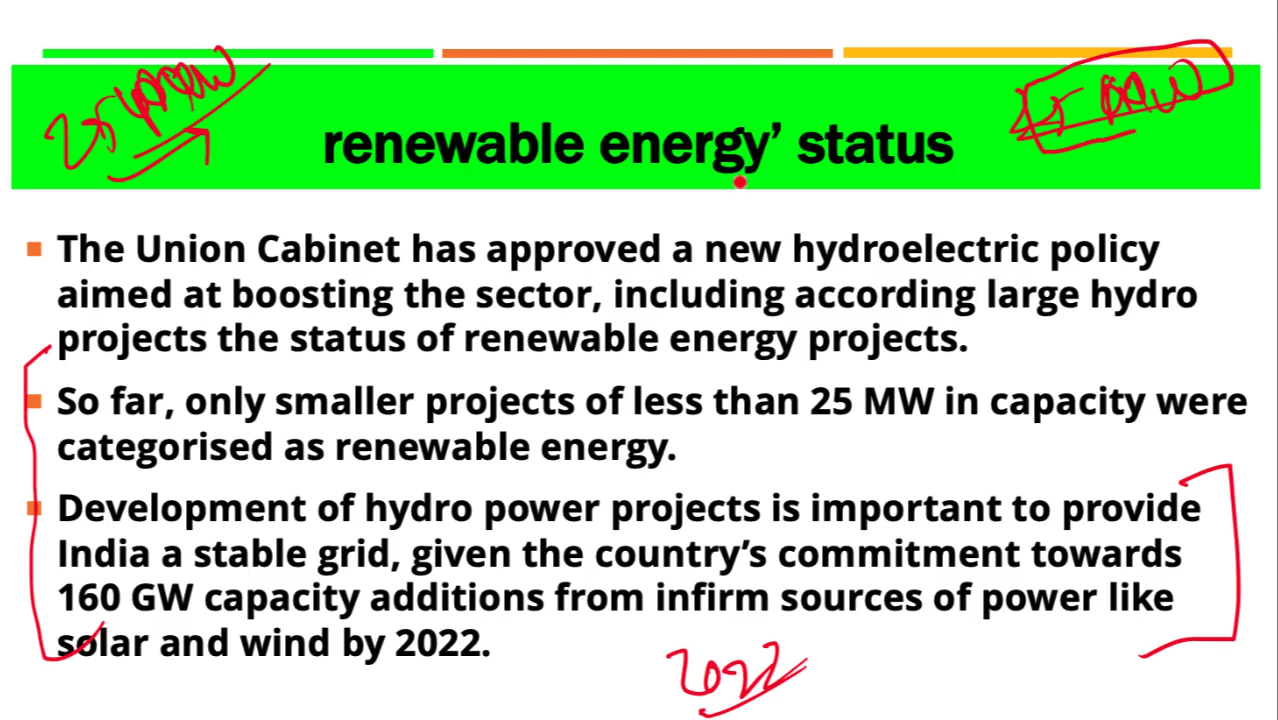 renewable energy’ status
The Union Cabinet has approved a new hydroelectric policy
aimed at boosting the sector, including according large hydro
projects the status of renewable energy projects.
So far, only smaller projects of less than 25 MW in capacity were
categorised as renewable energy.
Development of hydro power projects is important to provide
India a stable grid, given the country’s commitment towards
160 GW capacity additions from infirm sources of power like
solar and wind by 2022.
2022